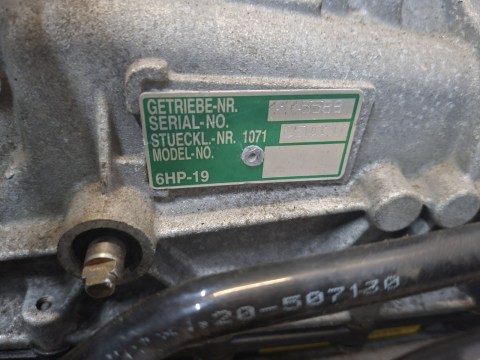 GETRIEBE-NR.
SERIAL-NO.
STUECKL.-NR. 1071
MODEL-NO.
6HP-19
20-507130